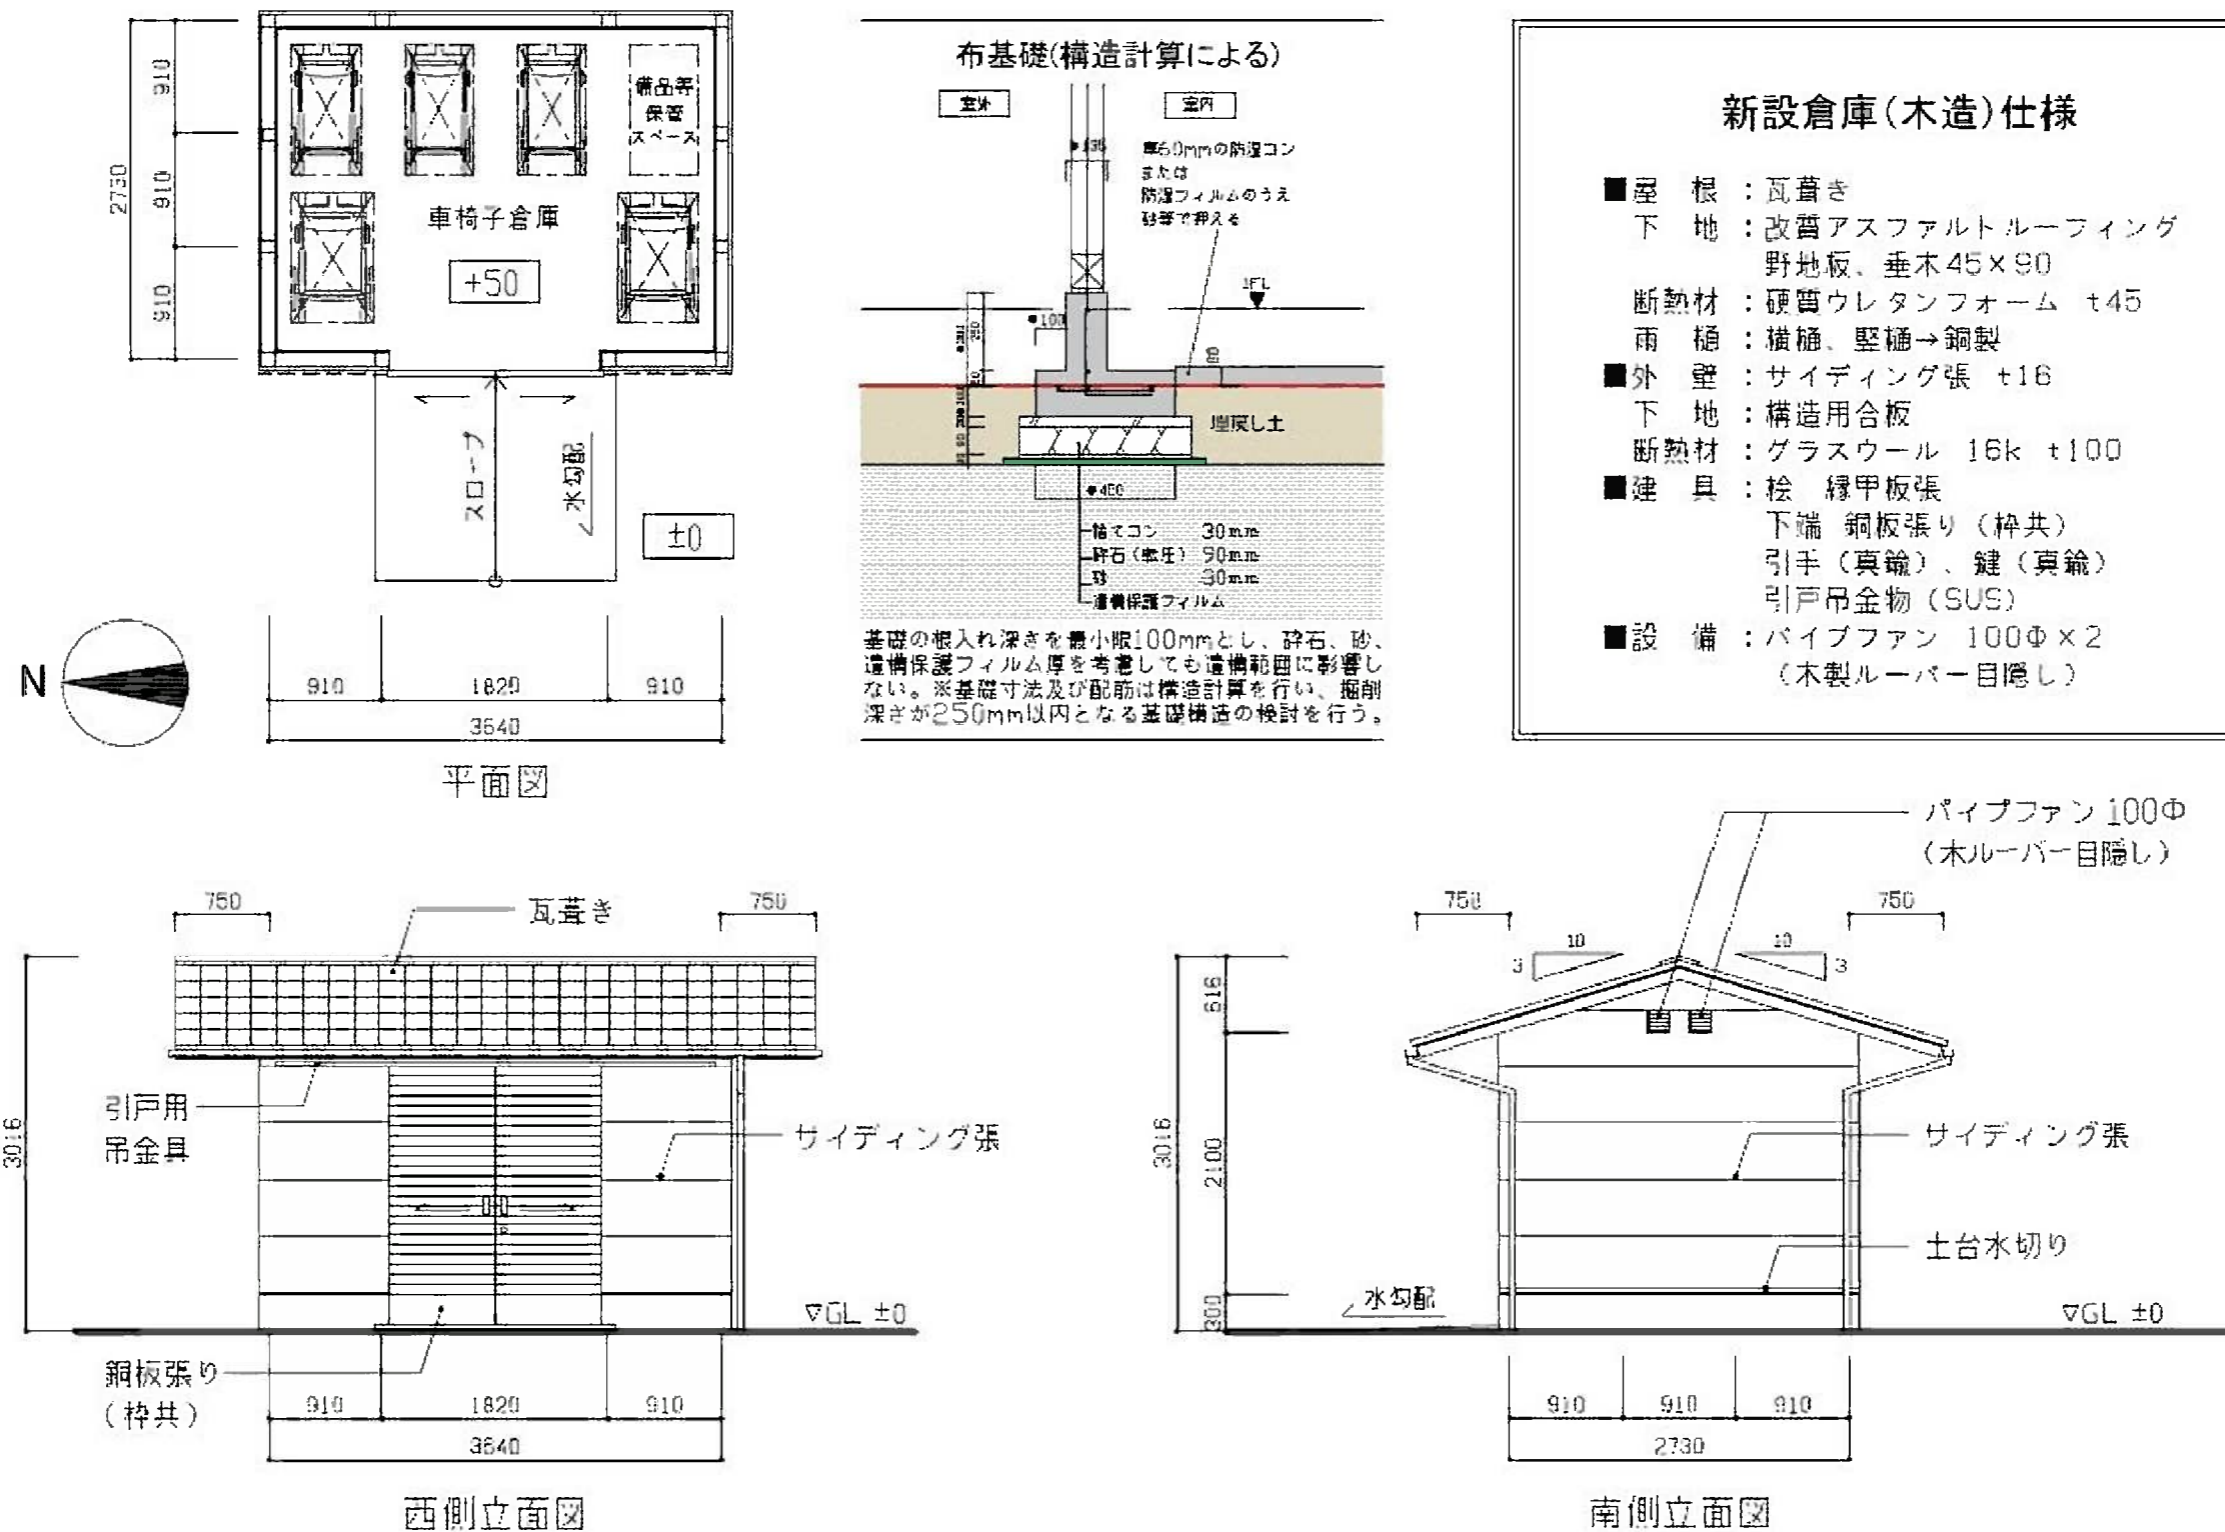 2730
910
910
910
備品等
保管
スペース
車椅子倉庫
+50
スロープ
水勾配
±0
N
910
1820
910
3640
平面図
布基礎(構造計算による)
室外
室内
厚60mmの防湿コン
または
防湿フィルムのうえ
砂等で押える
1FL
●100
埋戻し土
●450
捨てコン 30mm
砕石(転圧) 90mm
砂 30mm
遺構保護フィルム
基礎の根入れ深さを最小限100mmとし、砕石、砂、
遺構保護フィルム厚を考慮しても遺構範囲に影響し
ない。※基礎寸法及び配筋は構造計算を行い、掘削
深さが250mm以内となる基礎構造の検討を行う。
新設倉庫(木造)仕様
■屋 根：瓦葺き
下 地：改質アスファルトルーフィング
野地板、垂木45×90
断熱材：硬質ウレタンフォーム t45
雨 樋：横樋、竪樋→銅製
■外 壁：サイディング張 t16
下 地：構造用合板
断熱材：グラスウール 16k t100
■建 具：桧 縁甲板張
下端 銅板張り（枠共）
引手（真鍮）、鍵（真鍮）
引戸吊金物（SUS）
■設 備：パイプファン 100Φ×2
（木製ルーバー目隠し）
750
瓦葺き
750
3016
引戸用
吊金具
サイディング張
▽GL ±0
銅板張り
（枠共）
910
1820
910
3640
西側立面図
パイプファン 100Φ
（木ルーバー目隠し）
750
750
10
3
10
3
3016
616
2100
300
サイディング張
土台水切り
水勾配
▽GL ±0
910
910
910
2730
南側立面図